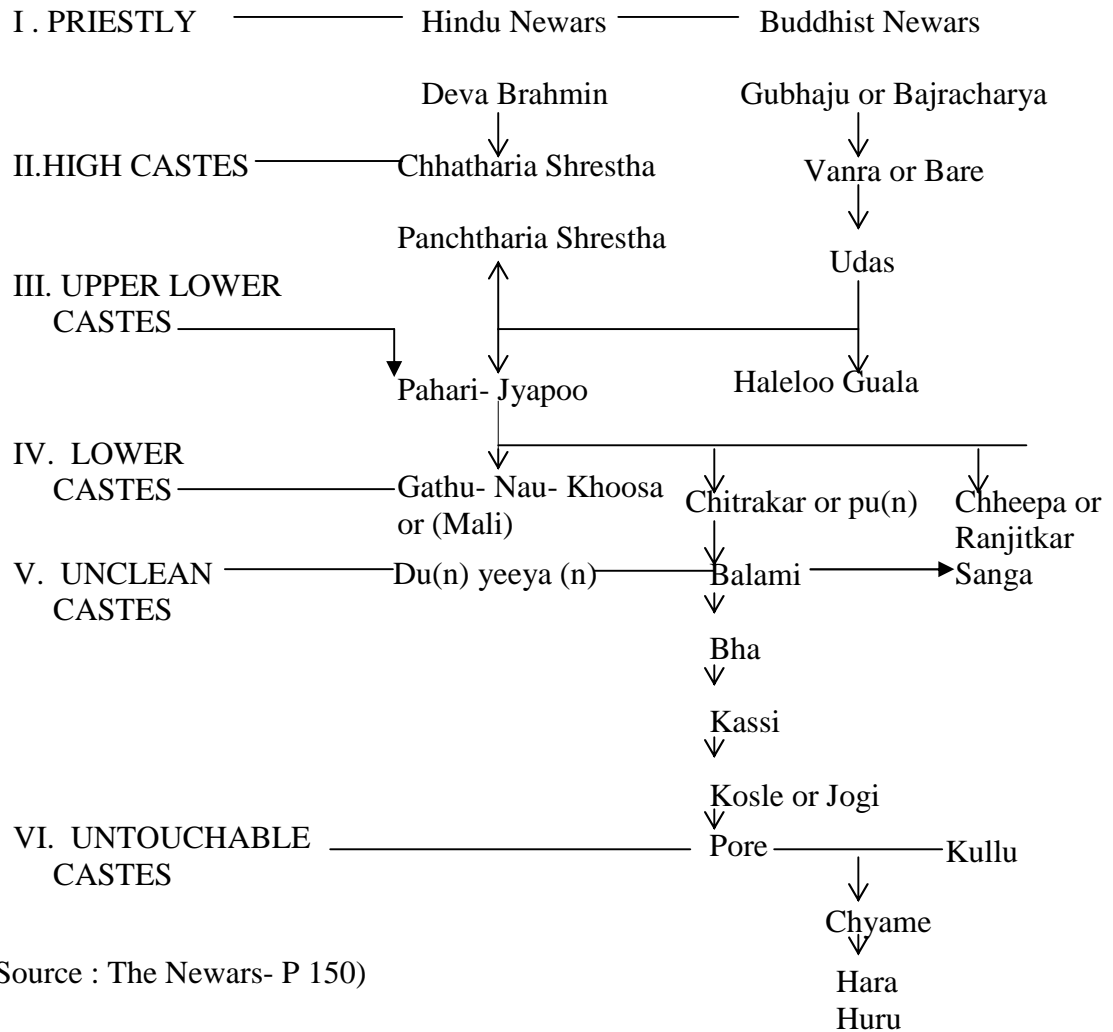 I . PRIESTLY Hindu Newars Buddhist Newars
Deva Brahmin Gubhaju or Bajracharya
II.HIGH CASTES Chhatharia Shrestha Vanra or Bare
Panchtharia Shrestha
Udas
III. UPPER LOWER
CASTES
Pahari- Jyapoo Haleloo Guala
IV. LOWER
CASTES
Gathu- Nau- Khoosa
or (Mali)
Chitrakar or pu(n)
Chheepa or
Ranjitkar
V. UNCLEAN
CASTES
Du(n) yeeya (n) Balami Sanga
Bha
Kassi
Kosle or Jogi
VI. UNTOUCHABLE
CASTES
Pore Kullu
Chyame
Source : The Newars- P 150)
Hara
Huru